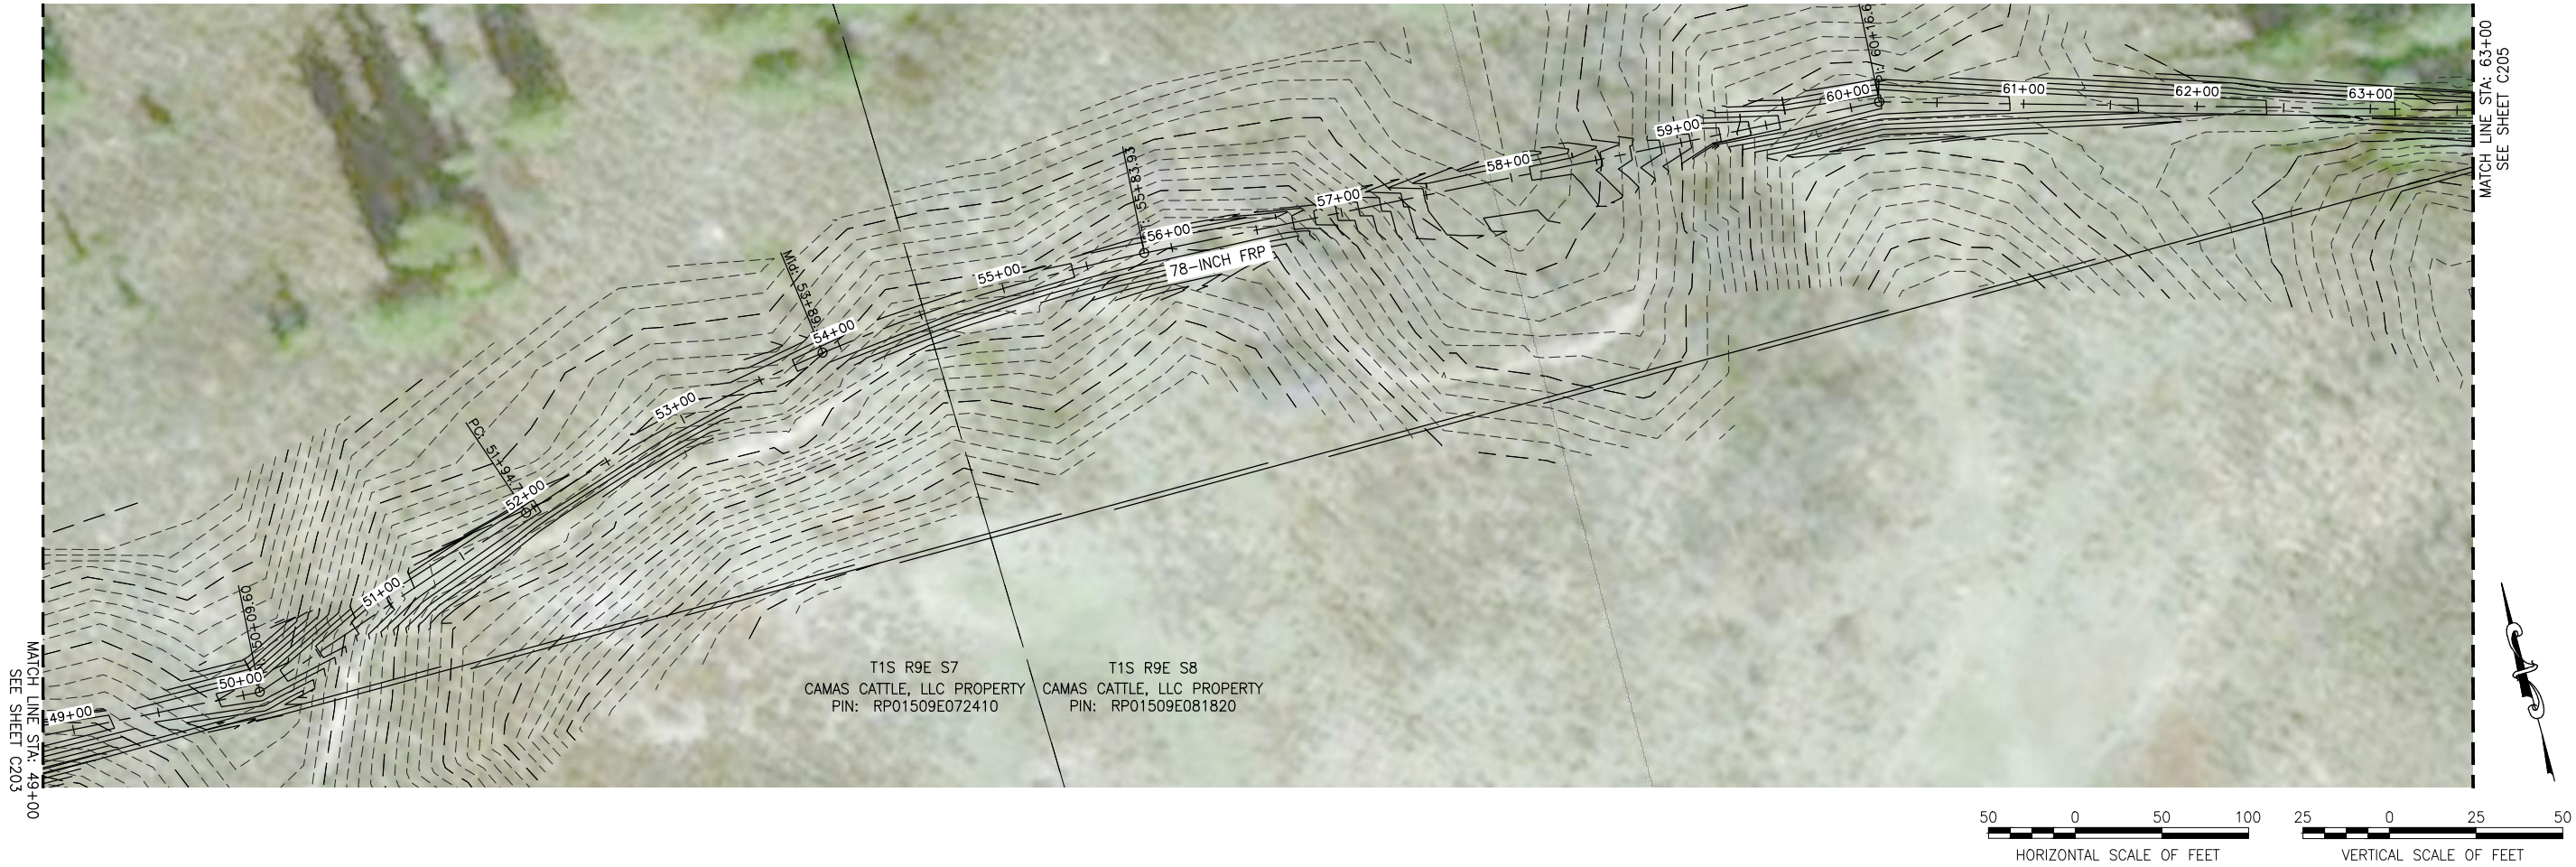 MATCH LINE STA: 63+00
SEE SHEET C205
60+00
61+00
62+00
63+00
59+00
58+00
57+00
55+83.93
56+00
78-INCH FRP
55+00
Mid: 53+89.
54+00
53+00
PC: 51+94.7
52+00
51+00
50+09.60
50+00
49+00
MATCH LINE STA: 49+00
SEE SHEET C203
T1S R9E S7
CAMAS CATTLE, LLC PROPERTY
PIN: RP01509E072410
T1S R9E S8
CAMAS CATTLE, LLC PROPERTY
PIN: RP01509E081820
50 0 50 100
HORIZONTAL SCALE OF FEET
25 0 25 50
VERTICAL SCALE OF FEET